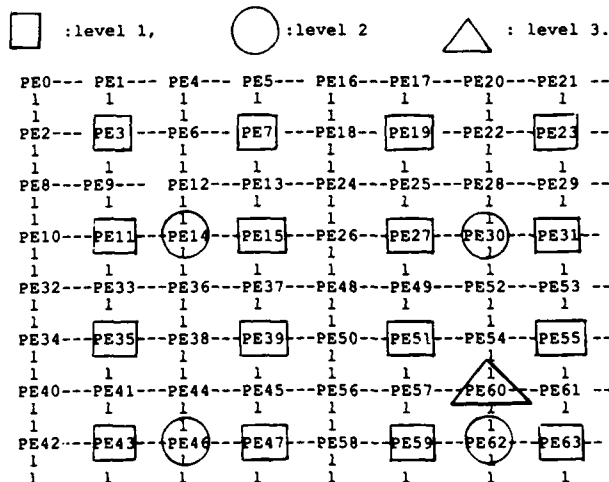 :level 1, :level 2 : level 3.
PE0--- PE1--- PE4--- PE5--- PE16---PE17---PE20---PE21 --
1 1 1 1 1 1 1 1
PE2--- PE3--- PE6--- PE7---PE18---PE19---PE22---PE23 --
1 1 1 1 1 1 1 1
PE8---PE9--- PE12---PE13---PE24---PE25---PE28---PE29 --
1 1 1 1 1 1 1 1
PE10---PE11---PE14---PE15---PE26---PE27---PE30---PE31 --
1 1 1 1 1 1 1 1
PE32---PE33---PE36---PE37---PE48---PE49---PE52---PE53 --
1 1 1 1 1 1 1 1
PE34---PE35---PE38---PE39---PE50---PE51---PE54---PE55 --
1 1 1 1 1 1 1 1
PE40---PE41---PE44---PE45---PE56---PE57---PE60---PE61 --
1 1 1 1 1 1 1 1
PE42---PE43---PE46---PE47---PE58---PE59---PE62---PE63 --
1 1 1 1 1 1 1 1